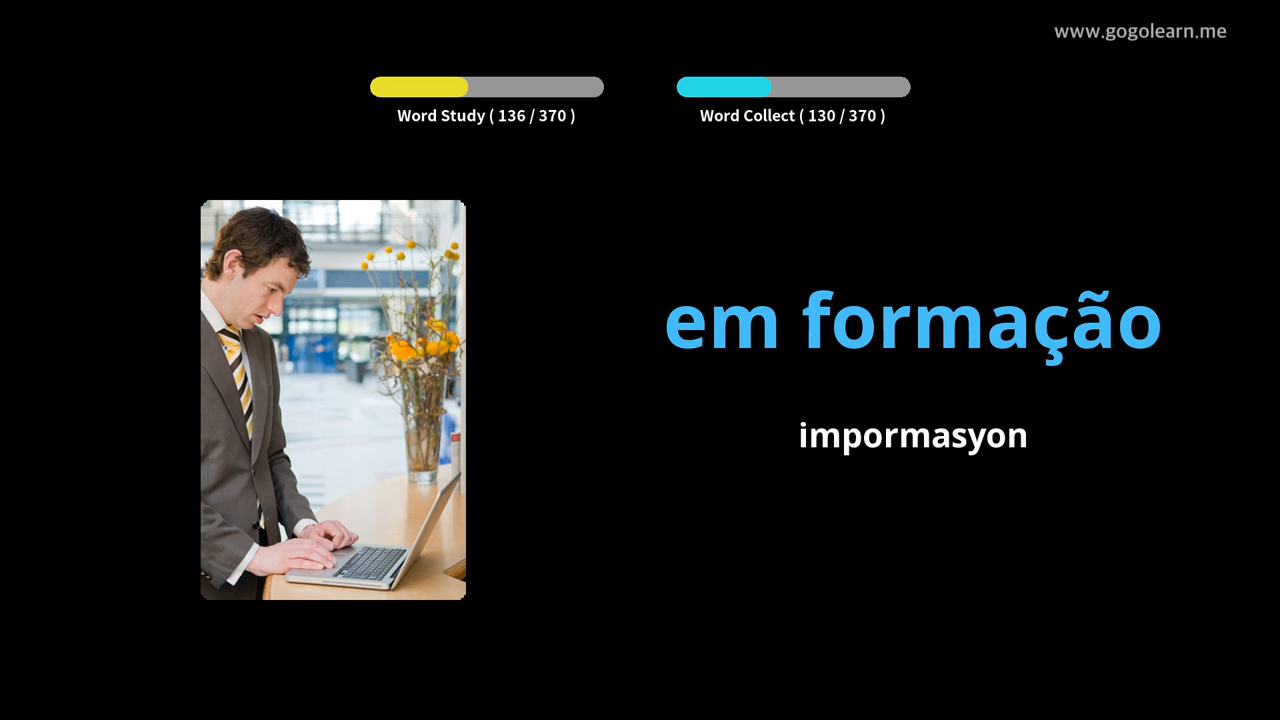 www.gogolearn.me
Word Study ( 136 / 370 )
Word Collect ( 130 / 370 )
em formação
impormasyon